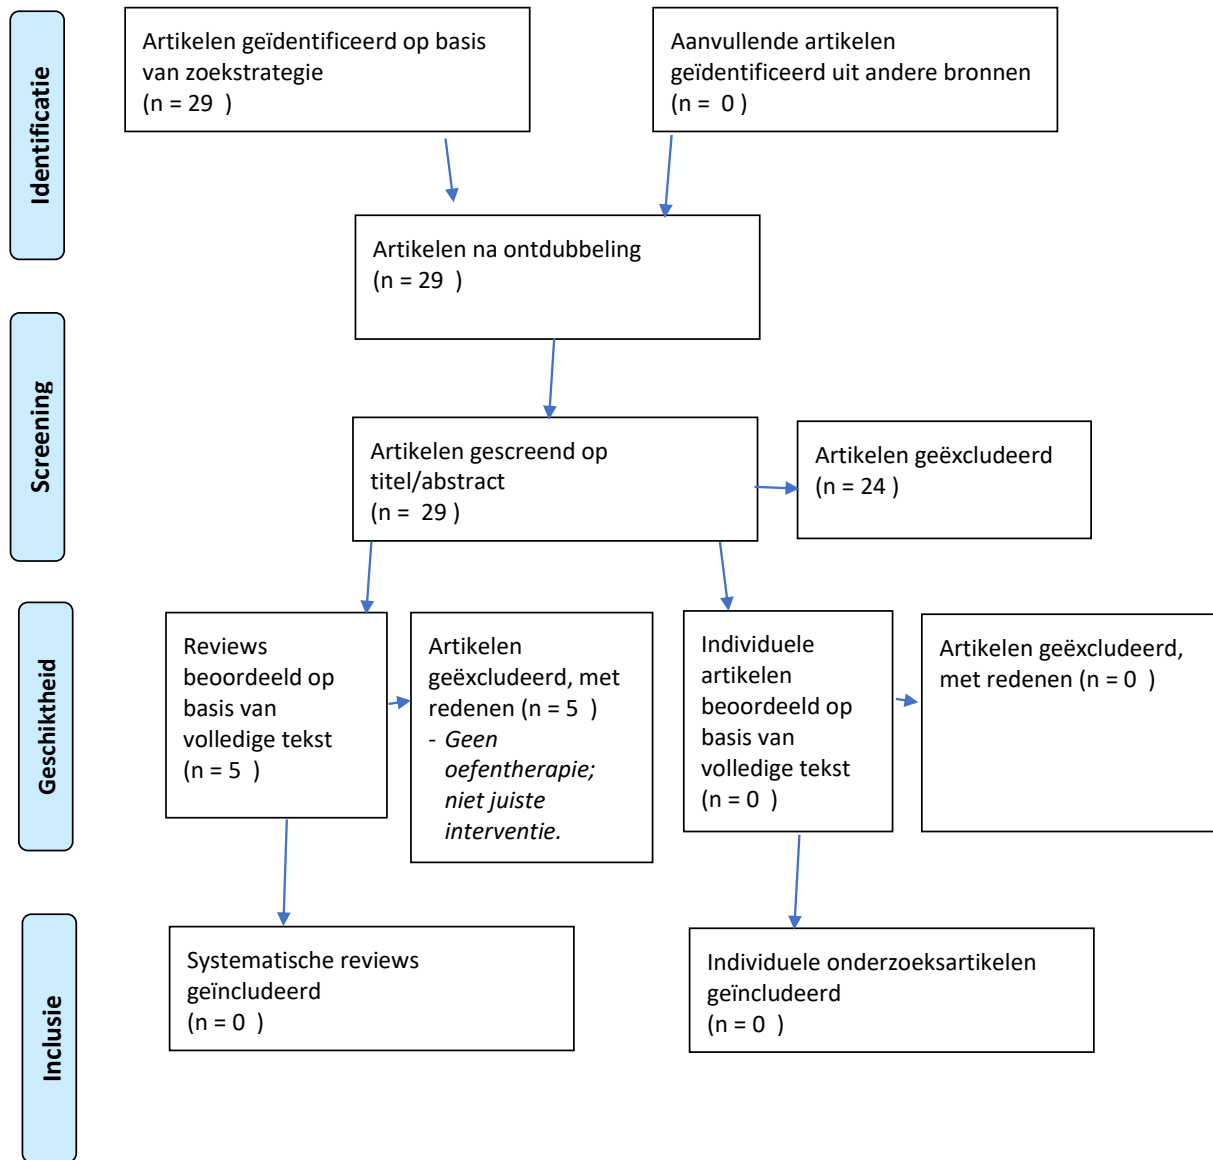 Identificatie
Artikelen geïdentificeerd op basis
van zoekstrategie
(n = 29  )
Aanvullende artikelen
geïdentificeerd uit andere bronnen
(n =  0 )
Artikelen na ontdubbeling
(n = 29  )
Screening
Artikelen gescreend op
titel/abstract
(n =  29 )
Artikelen geëxcludeerd
(n = 24 )
Geschiktheid
Reviews
beoordeeld op
basis van
volledige tekst
(n = 5  )
Artikelen
geëxcludeerd, met
redenen (n = 5  )
- Geen
oefentherapie;
niet juiste
interventie.
Individuele
artikelen
beoordeeld op
basis van
volledige tekst
(n = 0  )
Artikelen geëxcludeerd,
met redenen (n = 0  )
Inclusie
Systematische reviews
geïncludeerd
(n = 0  )
Individuele onderzoeksartikelen
geïncludeerd
(n = 0  )